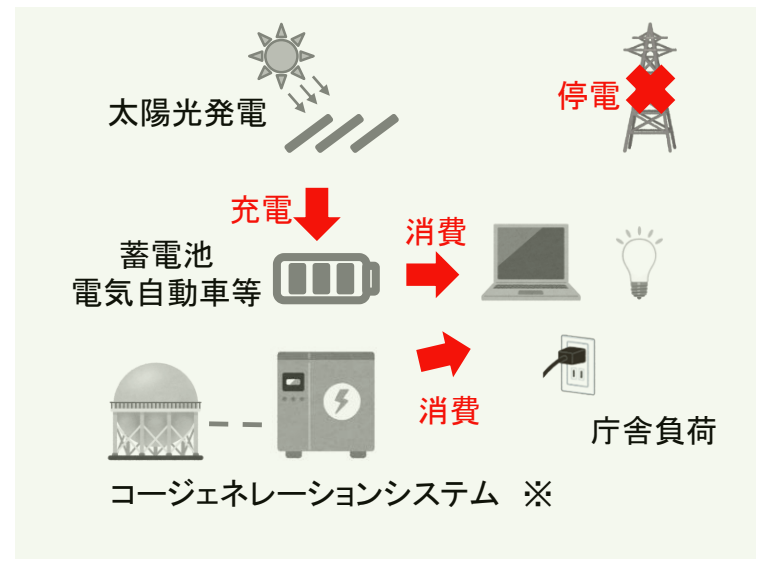 太陽光発電
停電
充電
消費
蓄電池
電気自動車等
消費
庁舎負荷
コージェネレーションシステム ※